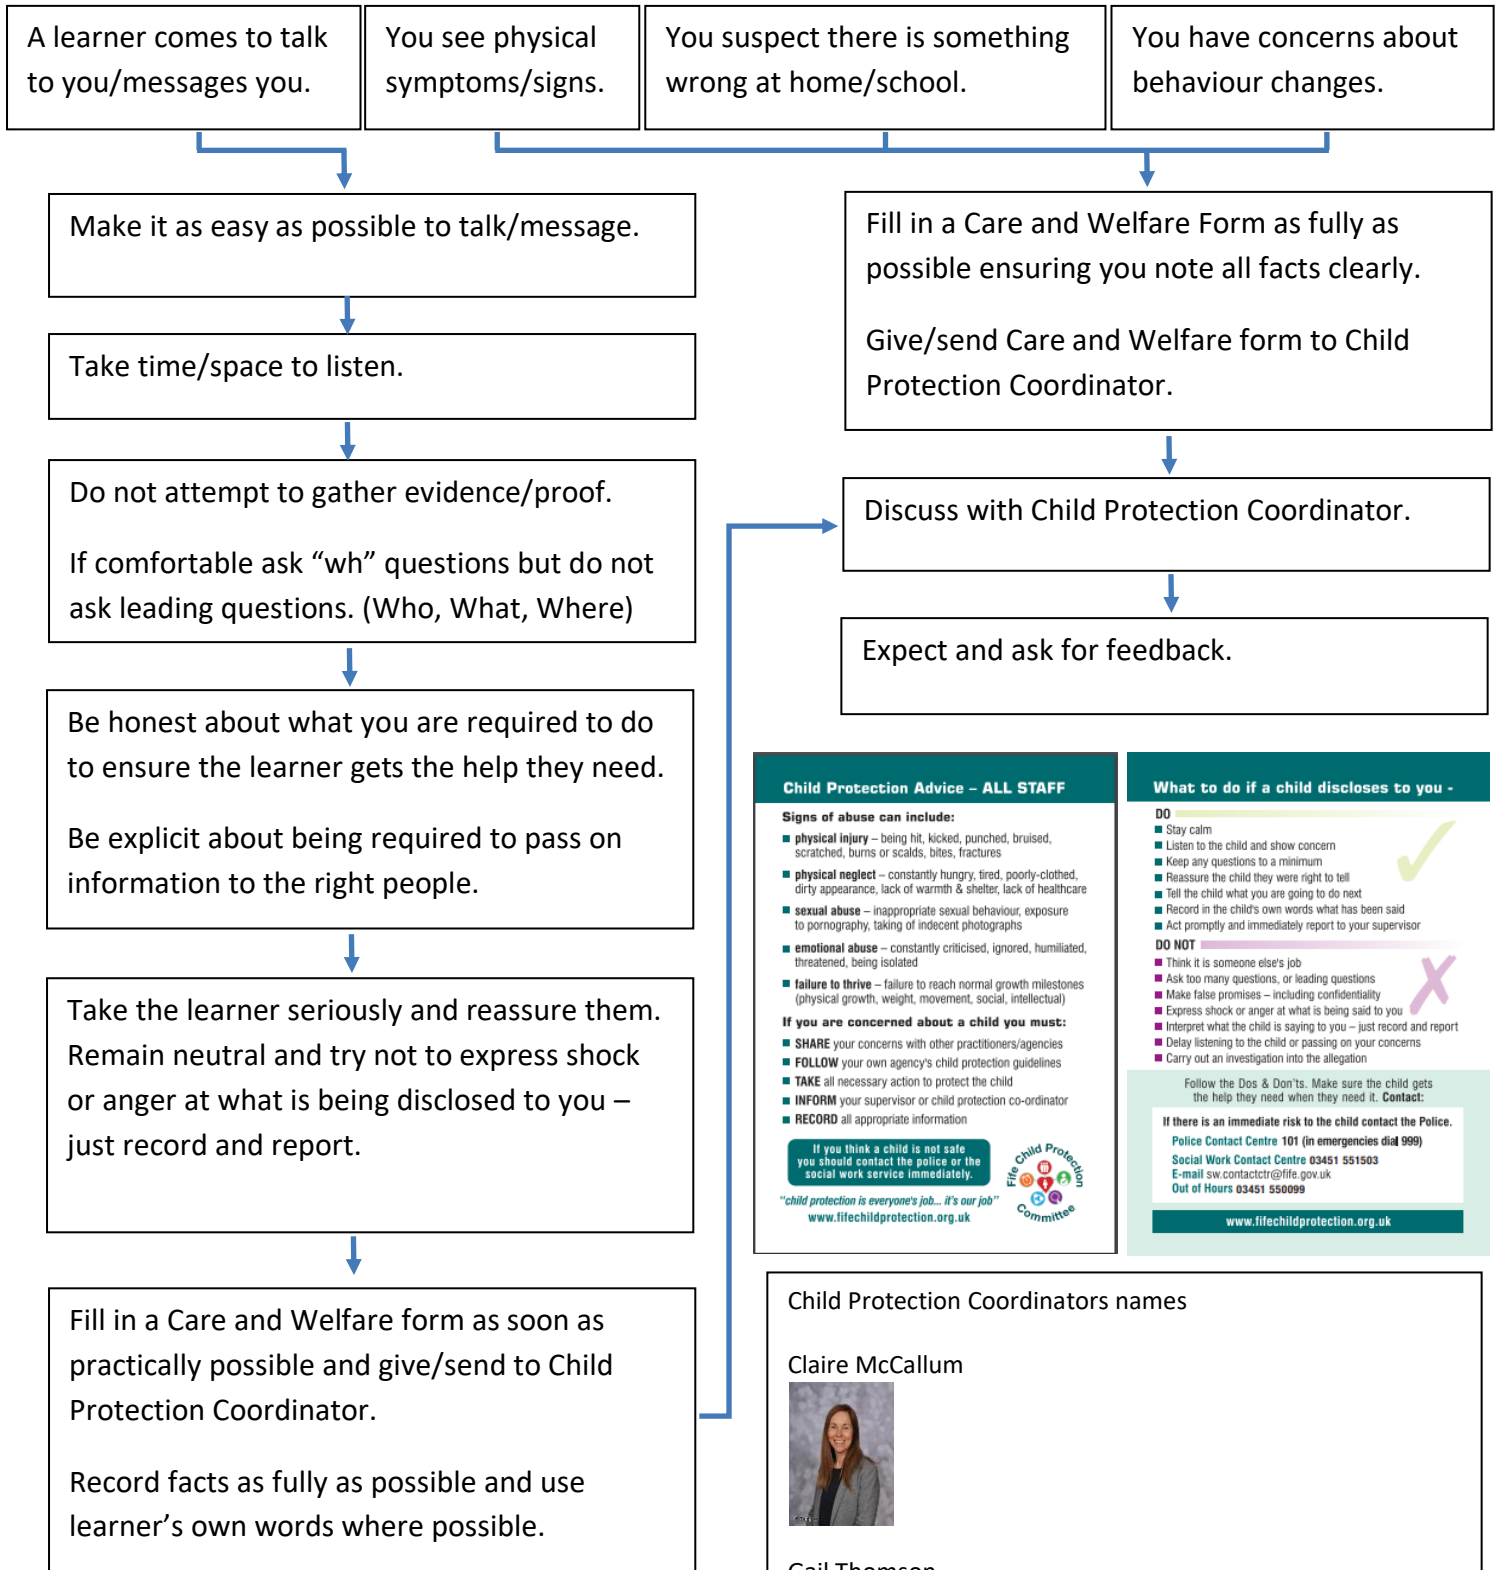 A learner comes to talk
to you/messages you.
You see physical
symptoms/signs.
You suspect there is something
wrong at home/school.
You have concerns about
behaviour changes.
Make it as easy as possible to talk/message.
Take time/space to listen.
Do not attempt to gather evidence/proof.
If comfortable ask “wh” questions but do not
ask leading questions. (Who, What, Where)
Be honest about what you are required to do
to ensure the learner gets the help they need.
Be explicit about being required to pass on
information to the right people.
Take the learner seriously and reassure them.
Remain neutral and try not to express shock
or anger at what is being disclosed to you –
just record and report.
Fill in a Care and Welfare form as soon as
practically possible and give/send to Child
Protection Coordinator.
Record facts as fully as possible and use
learner’s own words where possible.
Fill in a Care and Welfare Form as fully as
possible ensuring you note all facts clearly.
Give/send Care and Welfare form to Child
Protection Coordinator.
Discuss with Child Protection Coordinator.
Expect and ask for feedback.
Child Protection Advice – ALL STAFF
Signs of abuse can include:
physical injury – being hit, kicked, punched, bruised,
scratched, burns or scalds, bites, fractures
physical neglect – constantly hungry, tired, poorly-clothed,
dirty appearance, lack of warmth & shelter, lack of healthcare
sexual abuse – inappropriate sexual behaviour, exposure
to pornography, taking of indecent photographs
emotional abuse – constantly criticised, ignored, humiliated,
threatened, being isolated
failure to thrive – failure to reach normal growth milestones
(physical growth, weight, movement, social, intellectual)
If you are concerned about a child you must:
SHARE your concerns with other practitioners/agencies
FOLLOW your own agency's child protection guidelines
TAKE all necessary action to protect the child
INFORM your supervisor or child protection co-ordinator
RECORD all appropriate information
If you think a child is not safe
you should contact the police or the
social work service immediately.
"child protection is everyone's job... it's our job"
www.fifechildprotection.org.uk
Fife Child Protection Committee
What to do if a child discloses to you -
DO
Stay calm
Listen to the child and show concern
Keep any questions to a minimum
Reassure the child they were right to tell
Tell the child what you are going to do next
Record in the child's own words what has been said
Act promptly and immediately report to your supervisor
DO NOT
Think it is someone else's job
Ask too many questions, or leading questions
Make false promises – including confidentiality
Express shock or anger at what is being said to you
Interpret what the child is saying to you – just record and report
Delay listening to the child or passing on your concerns
Carry out an investigation into the allegation
Follow the Dos & Don'ts. Make sure the child gets
the help they need when they need it. Contact:
If there is an immediate risk to the child contact the Police.
Police Contact Centre 101 (in emergencies dial 999)
Social Work Contact Centre 03451 551503
E-mail sw.contactctr@fife.gov.uk
Out of Hours 03451 550099
www.fifechildprotection.org.uk
Child Protection Coordinators names
Claire McCallum
Gail Thomson